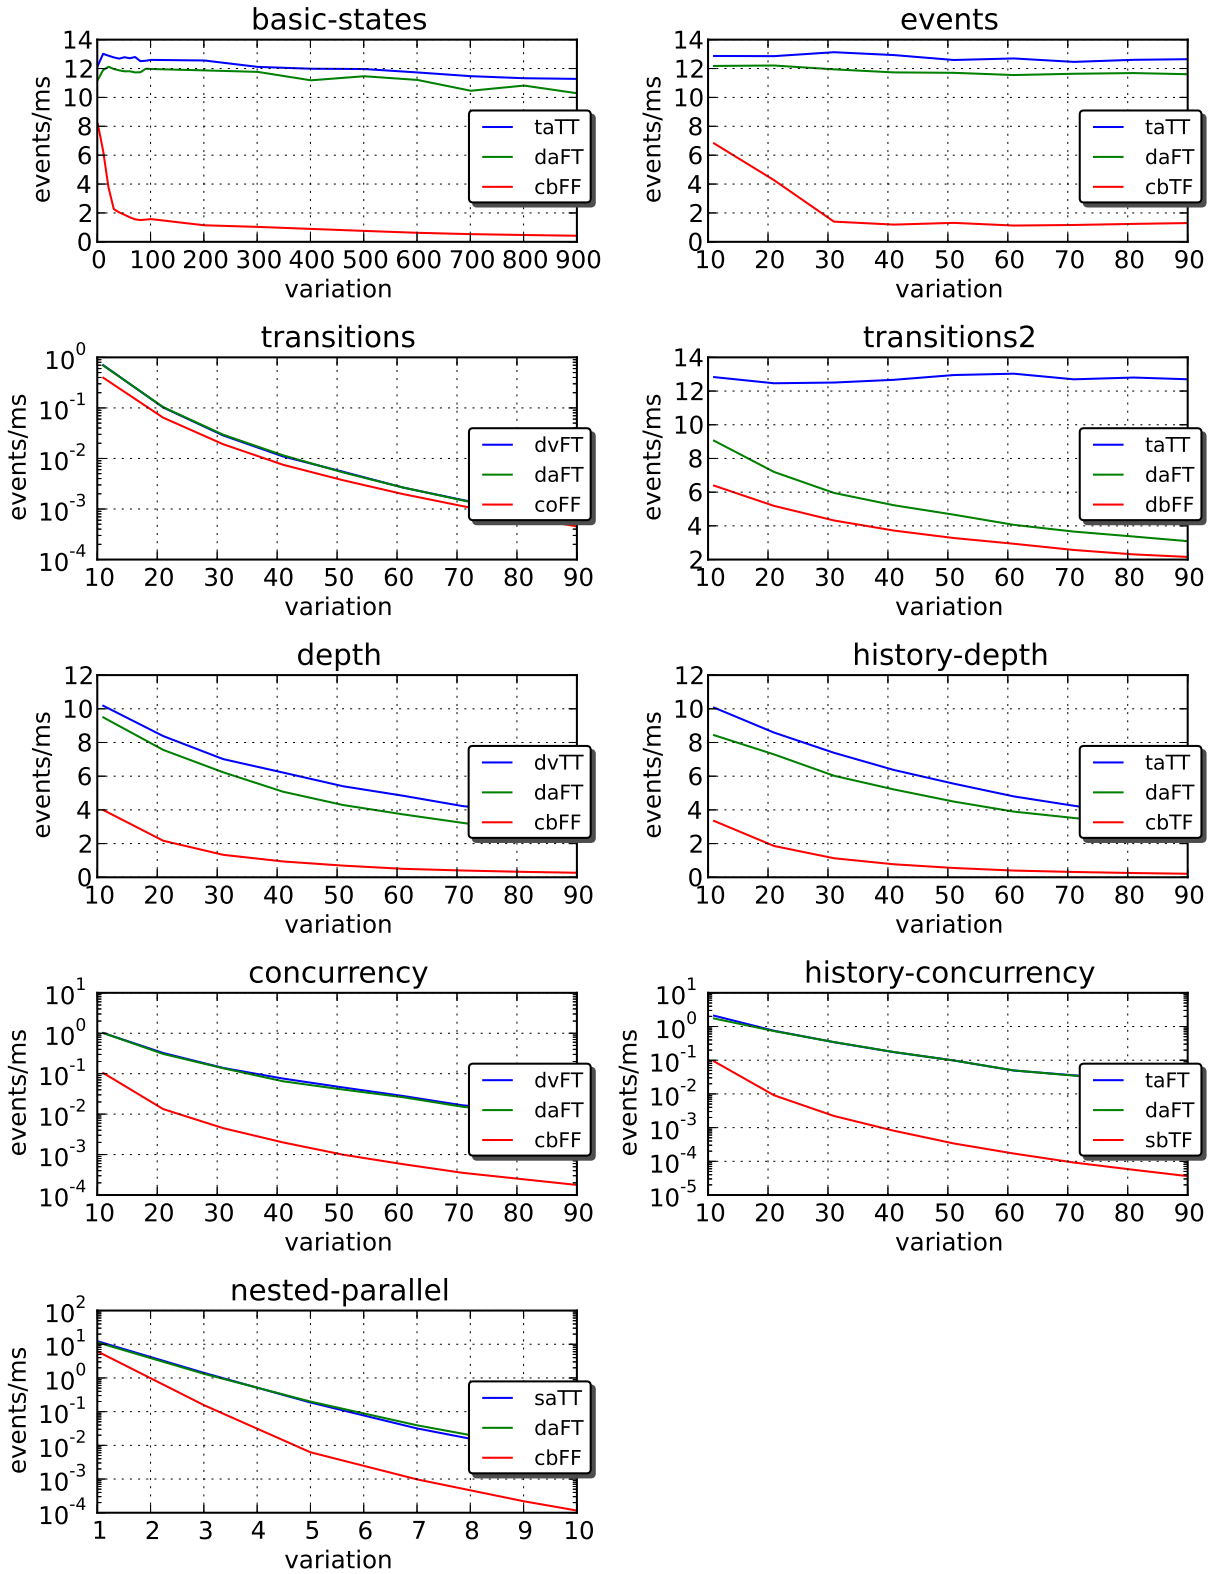 basic-states
events/ms
14
12
10
8
6
4
2
0
taTT
daFT
cbFF
0 100 200 300 400 500 600 700 800 900
variation
events
events/ms
14
12
10
8
6
4
2
0
taTT
daFT
cbTF
10 20 30 40 50 60 70 80 90
variation
transitions
events/ms
10^0
10^-1
10^-2
10^-3
10^-4
dvFT
daFT
coFF
10 20 30 40 50 60 70 80 90
variation
transitions2
events/ms
14
12
10
8
6
4
2
taTT
daFT
dbFF
10 20 30 40 50 60 70 80 90
variation
depth
events/ms
12
10
8
6
4
2
0
dvTT
daFT
cbFF
10 20 30 40 50 60 70 80 90
variation
history-depth
events/ms
12
10
8
6
4
2
0
taTT
daFT
cbTF
10 20 30 40 50 60 70 80 90
variation
concurrency
events/ms
10^1
10^0
10^-1
10^-2
10^-3
10^-4
dvFT
daFT
cbFF
10 20 30 40 50 60 70 80 90
variation
history-concurrency
events/ms
10^1
10^0
10^-1
10^-2
10^-3
10^-4
10^-5
taFT
daFT
sbTF
10 20 30 40 50 60 70 80 90
variation
nested-parallel
events/ms
10^2
10^1
10^0
10^-1
10^-2
10^-3
10^-4
saTT
daFT
cbFF
1 2 3 4 5 6 7 8 9 10
variation